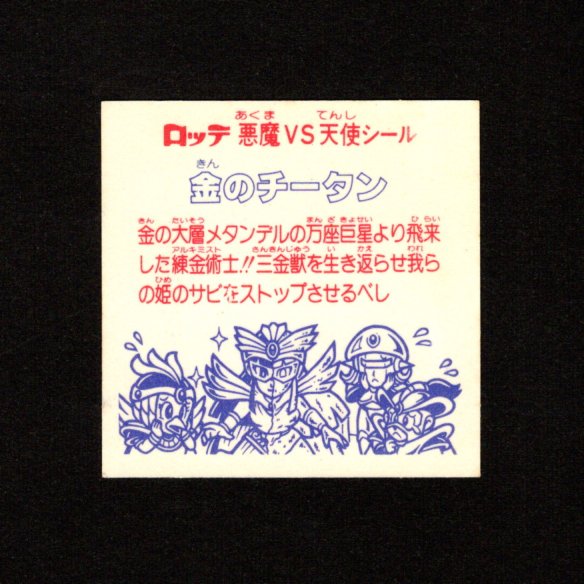 ロッテ 悪魔VS天使シール
金のチータン
金の大層メタンデルの万座巨星より飛来
した練金術士!!三金獣を生き返らせ我ら
の姫のサビをストップさせるべし